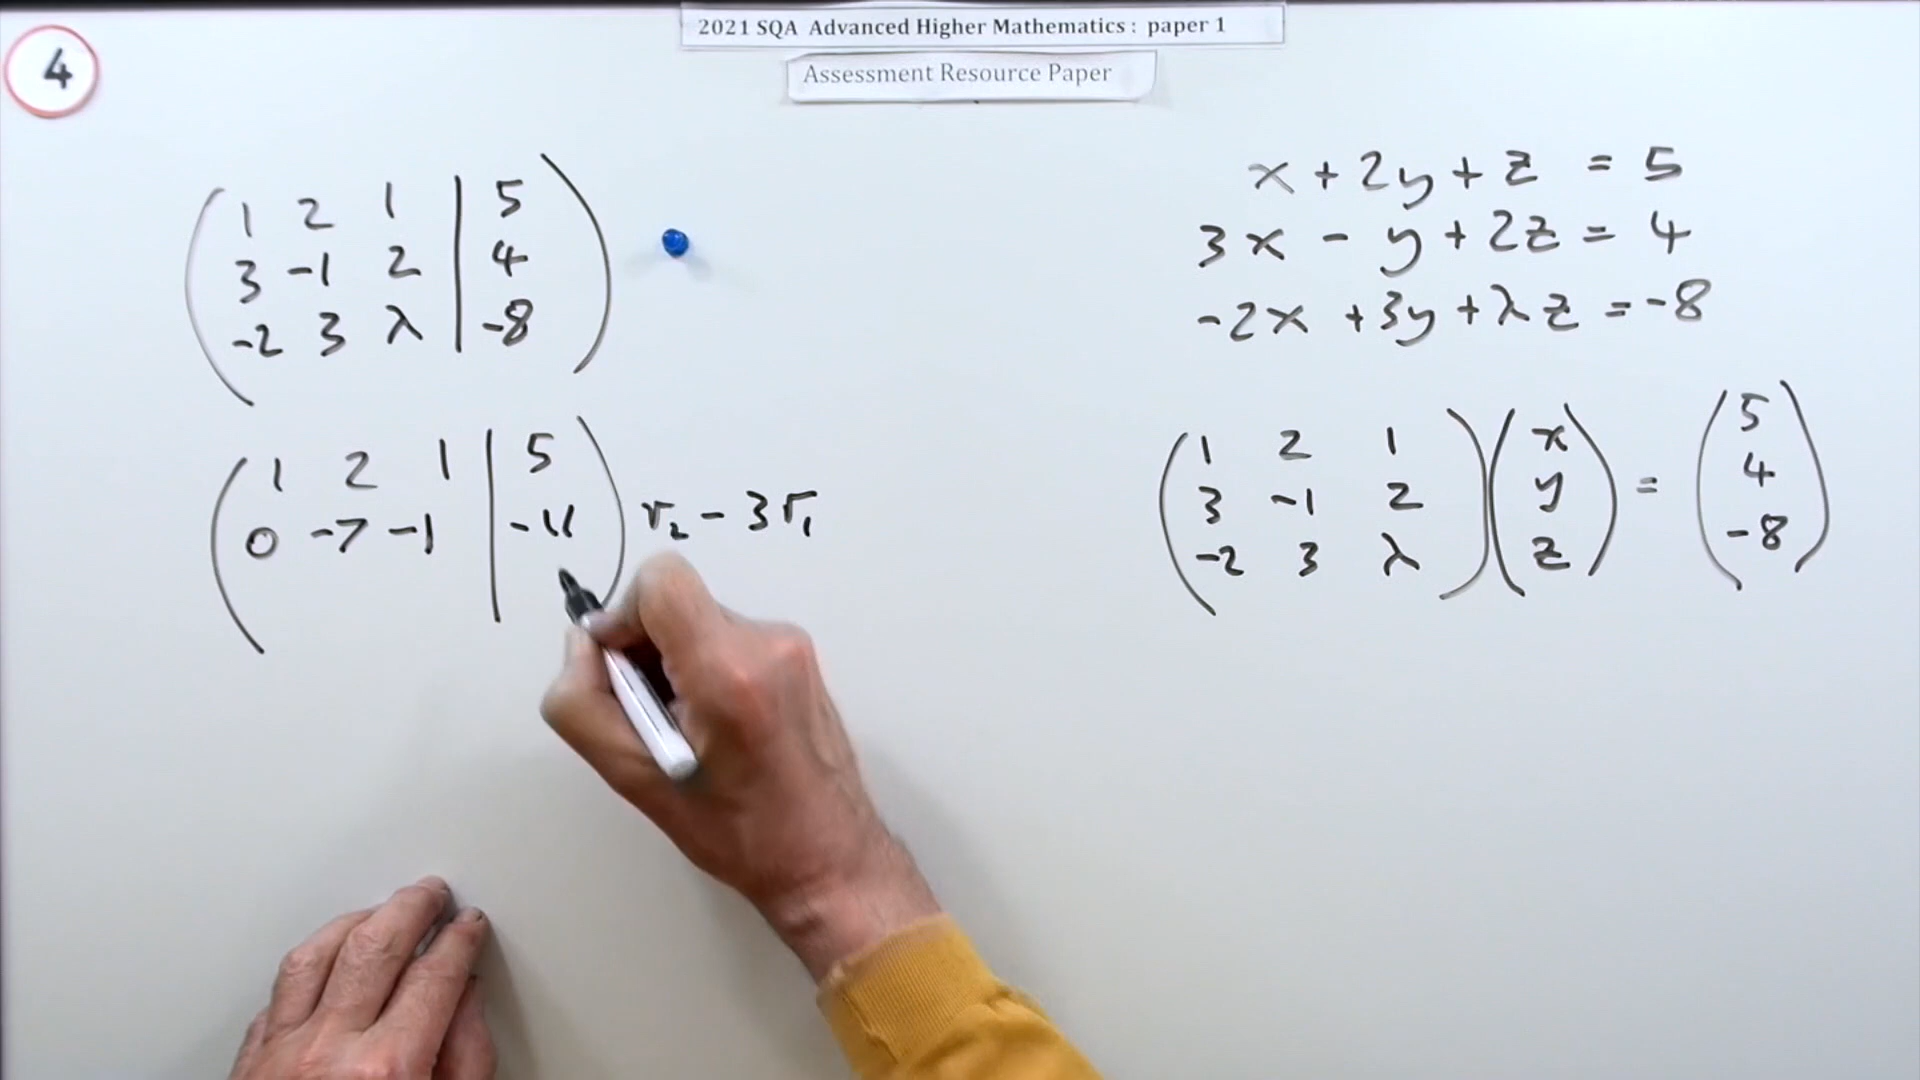 2021 SQA Advanced Higher Mathematics : paper 1
Assessment Resource Paper
4
1 2 1 | 5
3 -1 2 | 4
-2 3 λ | -8
1 2 1 | 5
0 -7 -1 | -11 r₂ - 3r₁
x + 2y + z = 5
3x - y + 2z = 4
-2x + 3y + λz = -8
1 2 1 x 5
3 -1 2 y = 4
-2 3 λ z -8